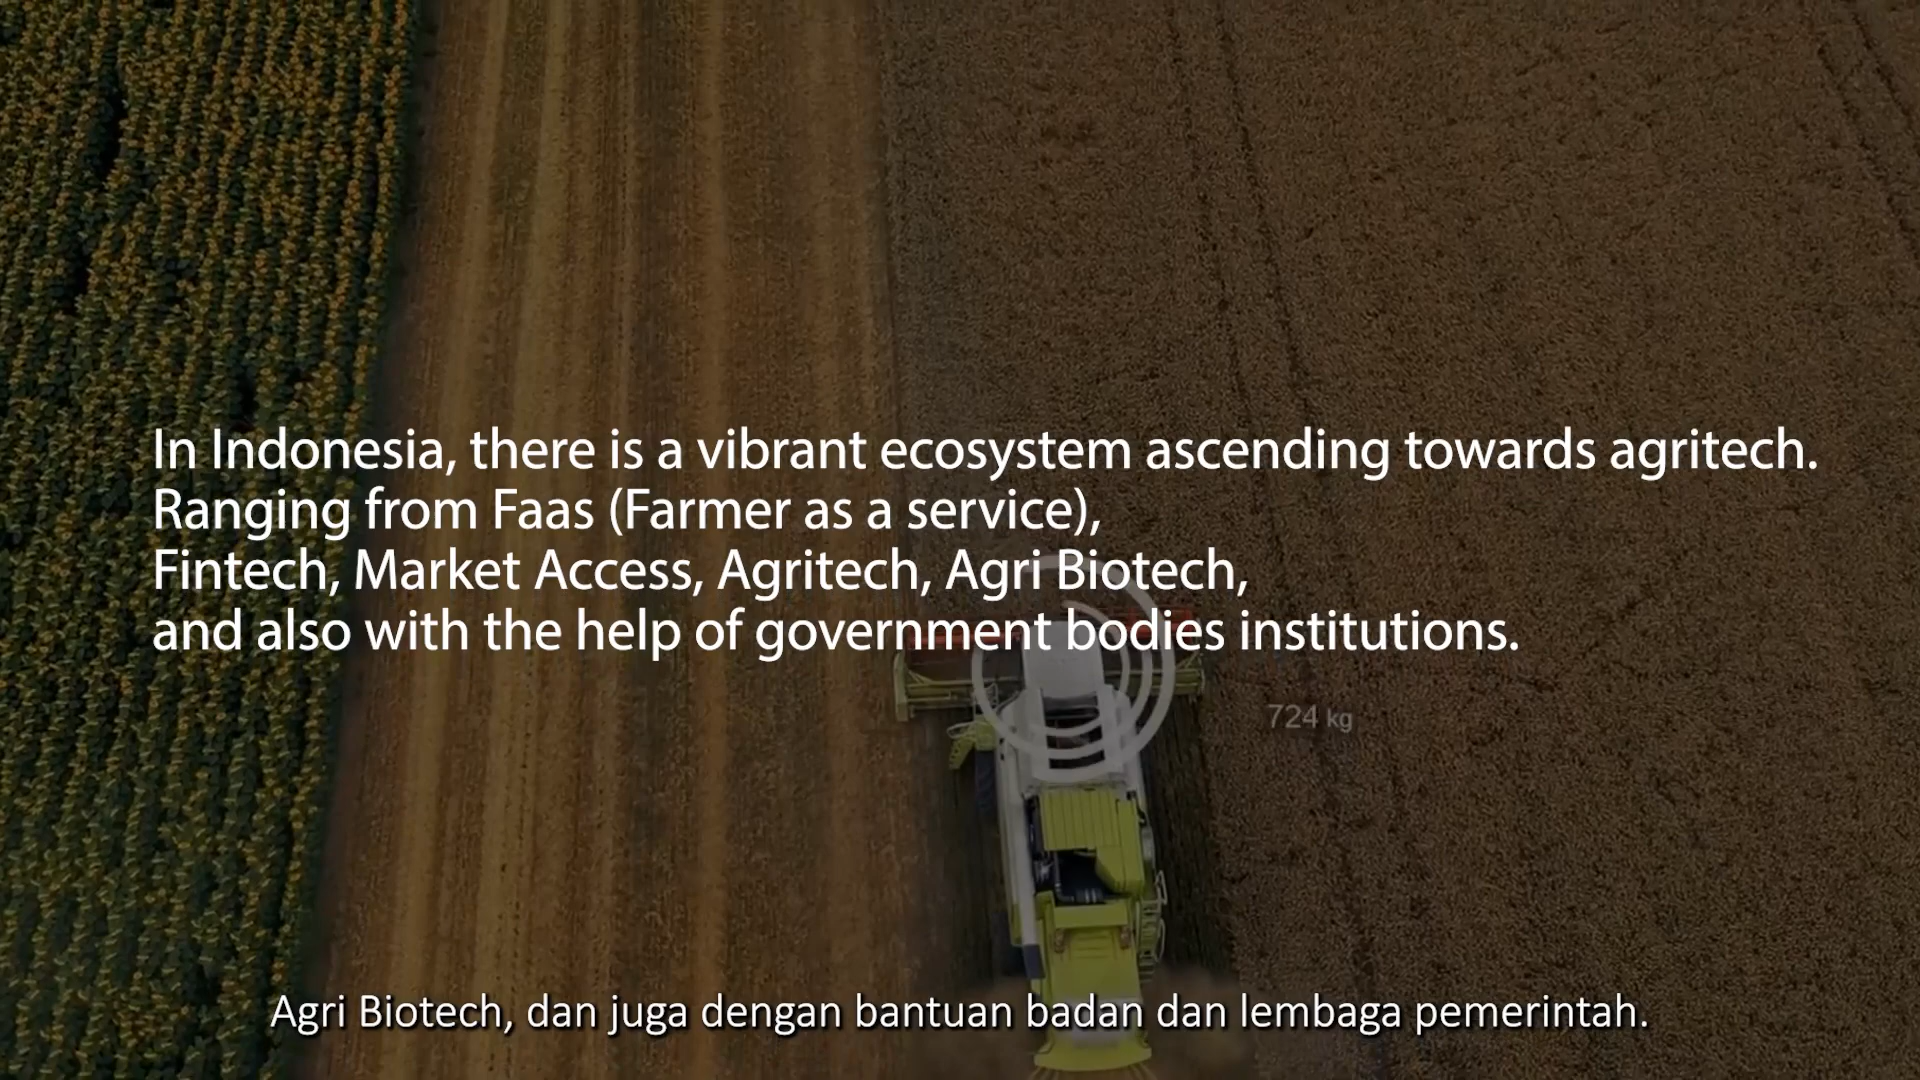 In Indonesia, there is a vibrant ecosystem ascending towards agritech.
Ranging from Faas (Farmer as a service),
Fintech, Market Access, Agritech, Agri Biotech,
and also with the help of government bodies institutions.
724 kg
Agri Biotech, dan juga dengan bantuan badan dan lembaga pemerintah.